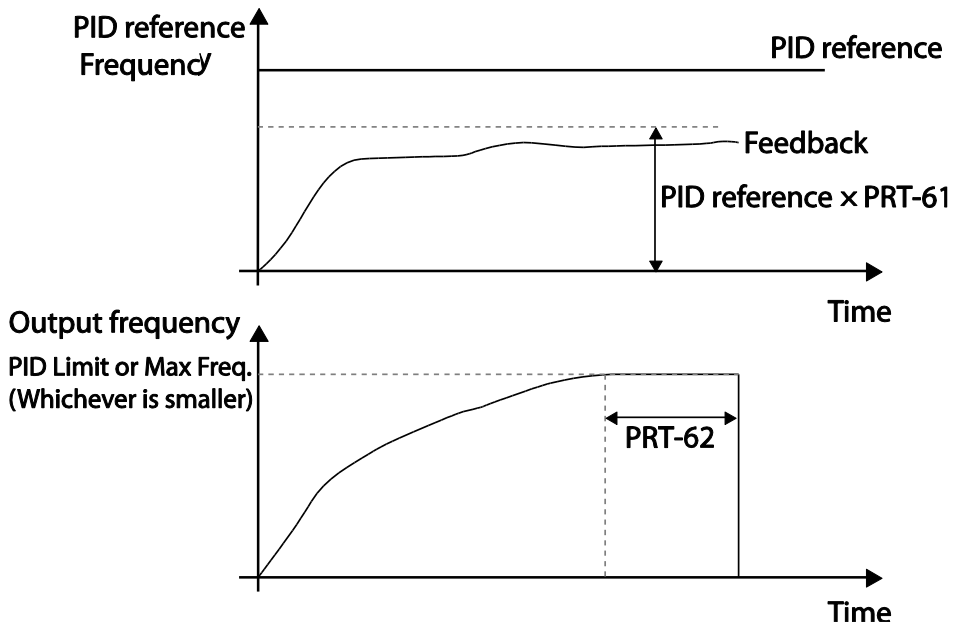 PID reference
Frequency
PID reference
Feedback
PID reference × PRT-61
Time
Output frequency
PID Limit or Max Freq.
(Whichever is smaller)
PRT-62
Time